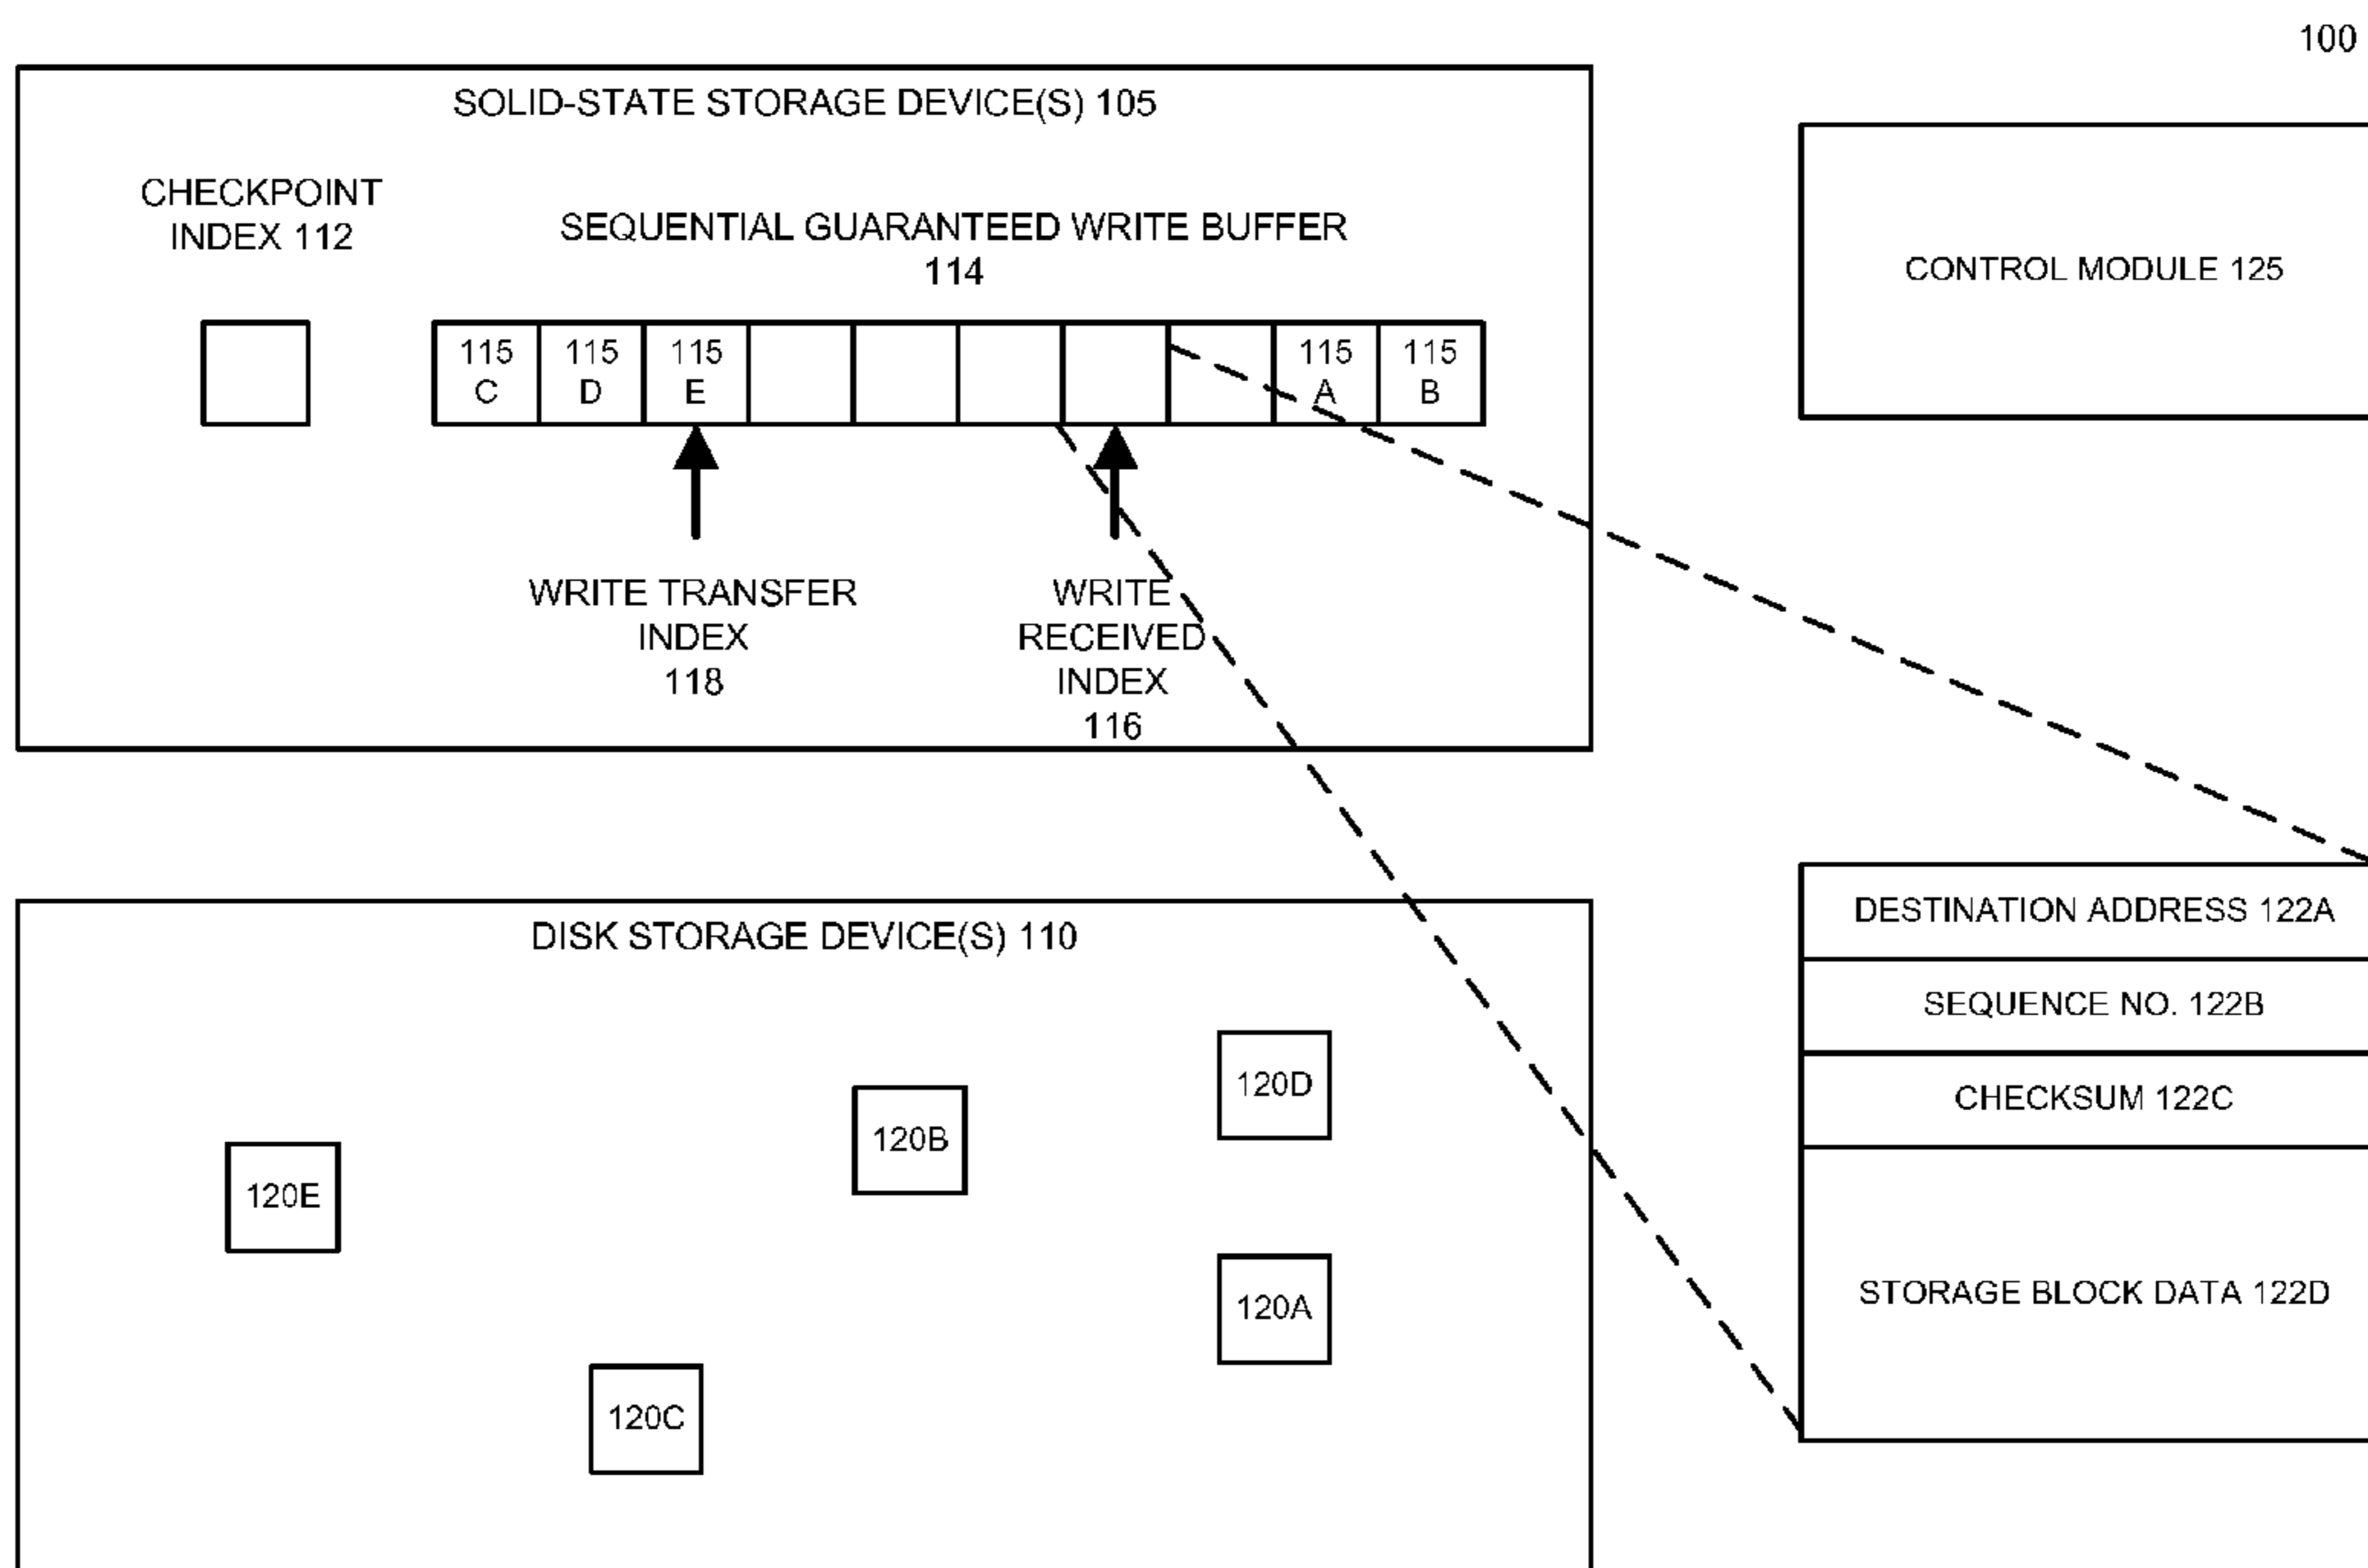 100
SOLID-STATE STORAGE DEVICE(S) 105
CHECKPOINT
INDEX 112
SEQUENTIAL GUARANTEED WRITE BUFFER
114
CONTROL MODULE 125
115
C
115
D
115
E
115
A
115
B
WRITE TRANSFER
INDEX
118
WRITE
RECEIVED
INDEX
116
DISK STORAGE DEVICE(S) 110
120D
120B
120E
120A
120C
DESTINATION ADDRESS 122A
SEQUENCE NO. 122B
CHECKSUM 122C
STORAGE BLOCK DATA 122D